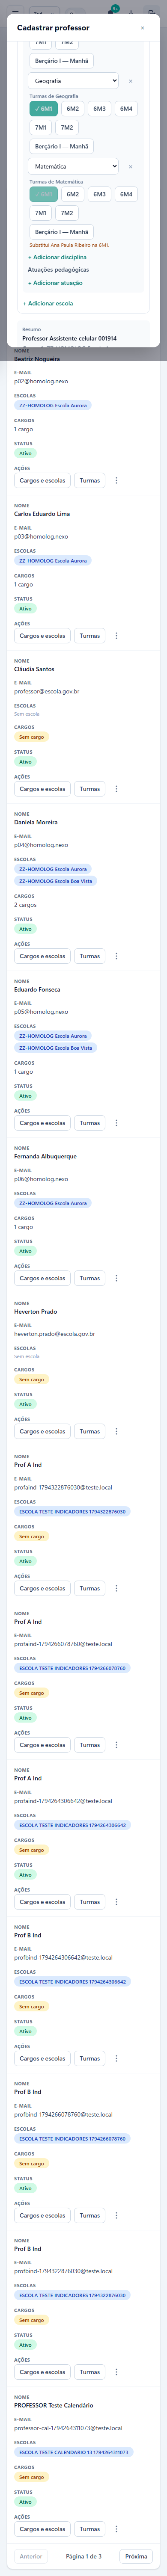 Cadastrar professor ×
7M1 7M2
Berçário I — Manhã
Geografia ×
Turmas de Geografia
✓ 6M1 6M2 6M3 6M4
7M1 7M2
Berçário I — Manhã
Matemática ×
Turmas de Matemática
✓ 6M1 6M2 6M3 6M4
7M1 7M2
Berçário I — Manhã
Substitui Ana Paula Ribeiro na 6M1.
+ Adicionar disciplina
Atuações pedagógicas
+ Adicionar atuação
+ Adicionar escola
Resumo
Professor Assistente celular 001914
Beatriz Nogueira
E-MAIL
p02@homolog.nexo
ESCOLAS
ZZ-HOMOLOG Escola Aurora
CARGOS
1 cargo
STATUS
Ativo
AÇÕES
Cargos e escolas Turmas ⋮
NOME
Carlos Eduardo Lima
E-MAIL
p03@homolog.nexo
ESCOLAS
ZZ-HOMOLOG Escola Aurora
CARGOS
1 cargo
STATUS
Ativo
AÇÕES
Cargos e escolas Turmas ⋮
NOME
Cláudia Santos
E-MAIL
professor@escola.gov.br
ESCOLAS
Sem escola
CARGOS
Sem cargo
STATUS
Ativo
AÇÕES
Cargos e escolas Turmas ⋮
NOME
Daniela Moreira
E-MAIL
p04@homolog.nexo
ESCOLAS
ZZ-HOMOLOG Escola Aurora
ZZ-HOMOLOG Escola Boa Vista
CARGOS
2 cargos
STATUS
Ativo
AÇÕES
Cargos e escolas Turmas ⋮
NOME
Eduardo Fonseca
E-MAIL
p05@homolog.nexo
ESCOLAS
ZZ-HOMOLOG Escola Aurora
ZZ-HOMOLOG Escola Boa Vista
CARGOS
1 cargo
STATUS
Ativo
AÇÕES
Cargos e escolas Turmas ⋮
NOME
Fernanda Albuquerque
E-MAIL
p06@homolog.nexo
ESCOLAS
ZZ-HOMOLOG Escola Aurora
CARGOS
1 cargo
STATUS
Ativo
AÇÕES
Cargos e escolas Turmas ⋮
NOME
Heverton Prado
E-MAIL
heverton.prado@escola.gov.br
ESCOLAS
Sem escola
CARGOS
Sem cargo
STATUS
Ativo
AÇÕES
Cargos e escolas Turmas ⋮
NOME
Prof A Ind
E-MAIL
profaind-1794322876030@teste.local
ESCOLAS
ESCOLA TESTE INDICADORES 1794322876030
CARGOS
Sem cargo
STATUS
Ativo
AÇÕES
Cargos e escolas Turmas ⋮
NOME
Prof A Ind
E-MAIL
profaind-1794266078760@teste.local
ESCOLAS
ESCOLA TESTE INDICADORES 1794266078760
CARGOS
Sem cargo
STATUS
Ativo
AÇÕES
Cargos e escolas Turmas ⋮
NOME
Prof A Ind
E-MAIL
profaind-1794264306642@teste.local
ESCOLAS
ESCOLA TESTE INDICADORES 1794264306642
CARGOS
Sem cargo
STATUS
Ativo
AÇÕES
Cargos e escolas Turmas ⋮
NOME
Prof B Ind
E-MAIL
profbind-1794264306642@teste.local
ESCOLAS
ESCOLA TESTE INDICADORES 1794264306642
CARGOS
Sem cargo
STATUS
Ativo
AÇÕES
Cargos e escolas Turmas ⋮
NOME
Prof B Ind
E-MAIL
profbind-1794266078760@teste.local
ESCOLAS
ESCOLA TESTE INDICADORES 1794266078760
CARGOS
Sem cargo
STATUS
Ativo
AÇÕES
Cargos e escolas Turmas ⋮
NOME
Prof B Ind
E-MAIL
profbind-1794322876030@teste.local
ESCOLAS
ESCOLA TESTE INDICADORES 1794322876030
CARGOS
Sem cargo
STATUS
Ativo
AÇÕES
Cargos e escolas Turmas ⋮
NOME
PROFESSOR Teste Calendário
E-MAIL
professor-cal-1794264311073@teste.local
ESCOLAS
ESCOLA TESTE CALENDARIO 13 1794264311073
CARGOS
Sem cargo
STATUS
Ativo
AÇÕES
Cargos e escolas Turmas ⋮
Anterior Página 1 de 3 Próxima